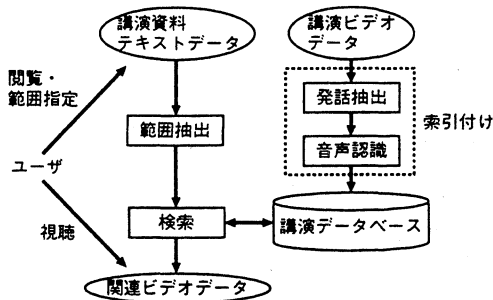 講演資料
テキストデータ
講演ビデオ
データ
閲覧・
範囲指定
発話抽出
索引付け
範囲抽出
音声認識
ユーザ
検索
講演データベース
視聴
関連ビデオデータ